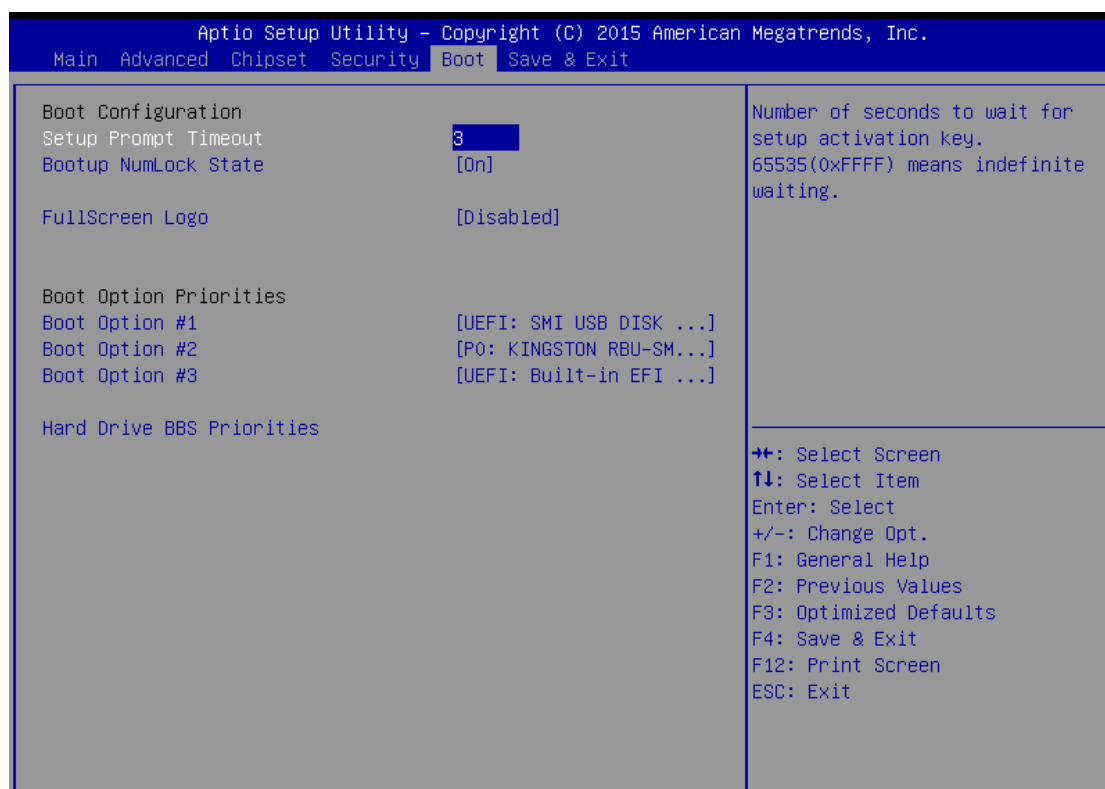 Aptio Setup Utility – Copyright (C) 2015 American Megatrends, Inc.
Main Advanced Chipset Security Boot Save & Exit
Boot Configuration
Setup Prompt Timeout 3
Bootup NumLock State [On]
FullScreen Logo [Disabled]
Boot Option Priorities
Boot Option #1 [UEFI: SMI USB DISK ...]
Boot Option #2 [P0: KINGSTON RBU-SM...]
Boot Option #3 [UEFI: Built-in EFI ...]
Hard Drive BBS Priorities
Number of seconds to wait for
setup activation key.
65535(0xFFFF) means indefinite
waiting.
→←: Select Screen
↑↓: Select Item
Enter: Select
+/-: Change Opt.
F1: General Help
F2: Previous Values
F3: Optimized Defaults
F4: Save & Exit
F12: Print Screen
ESC: Exit